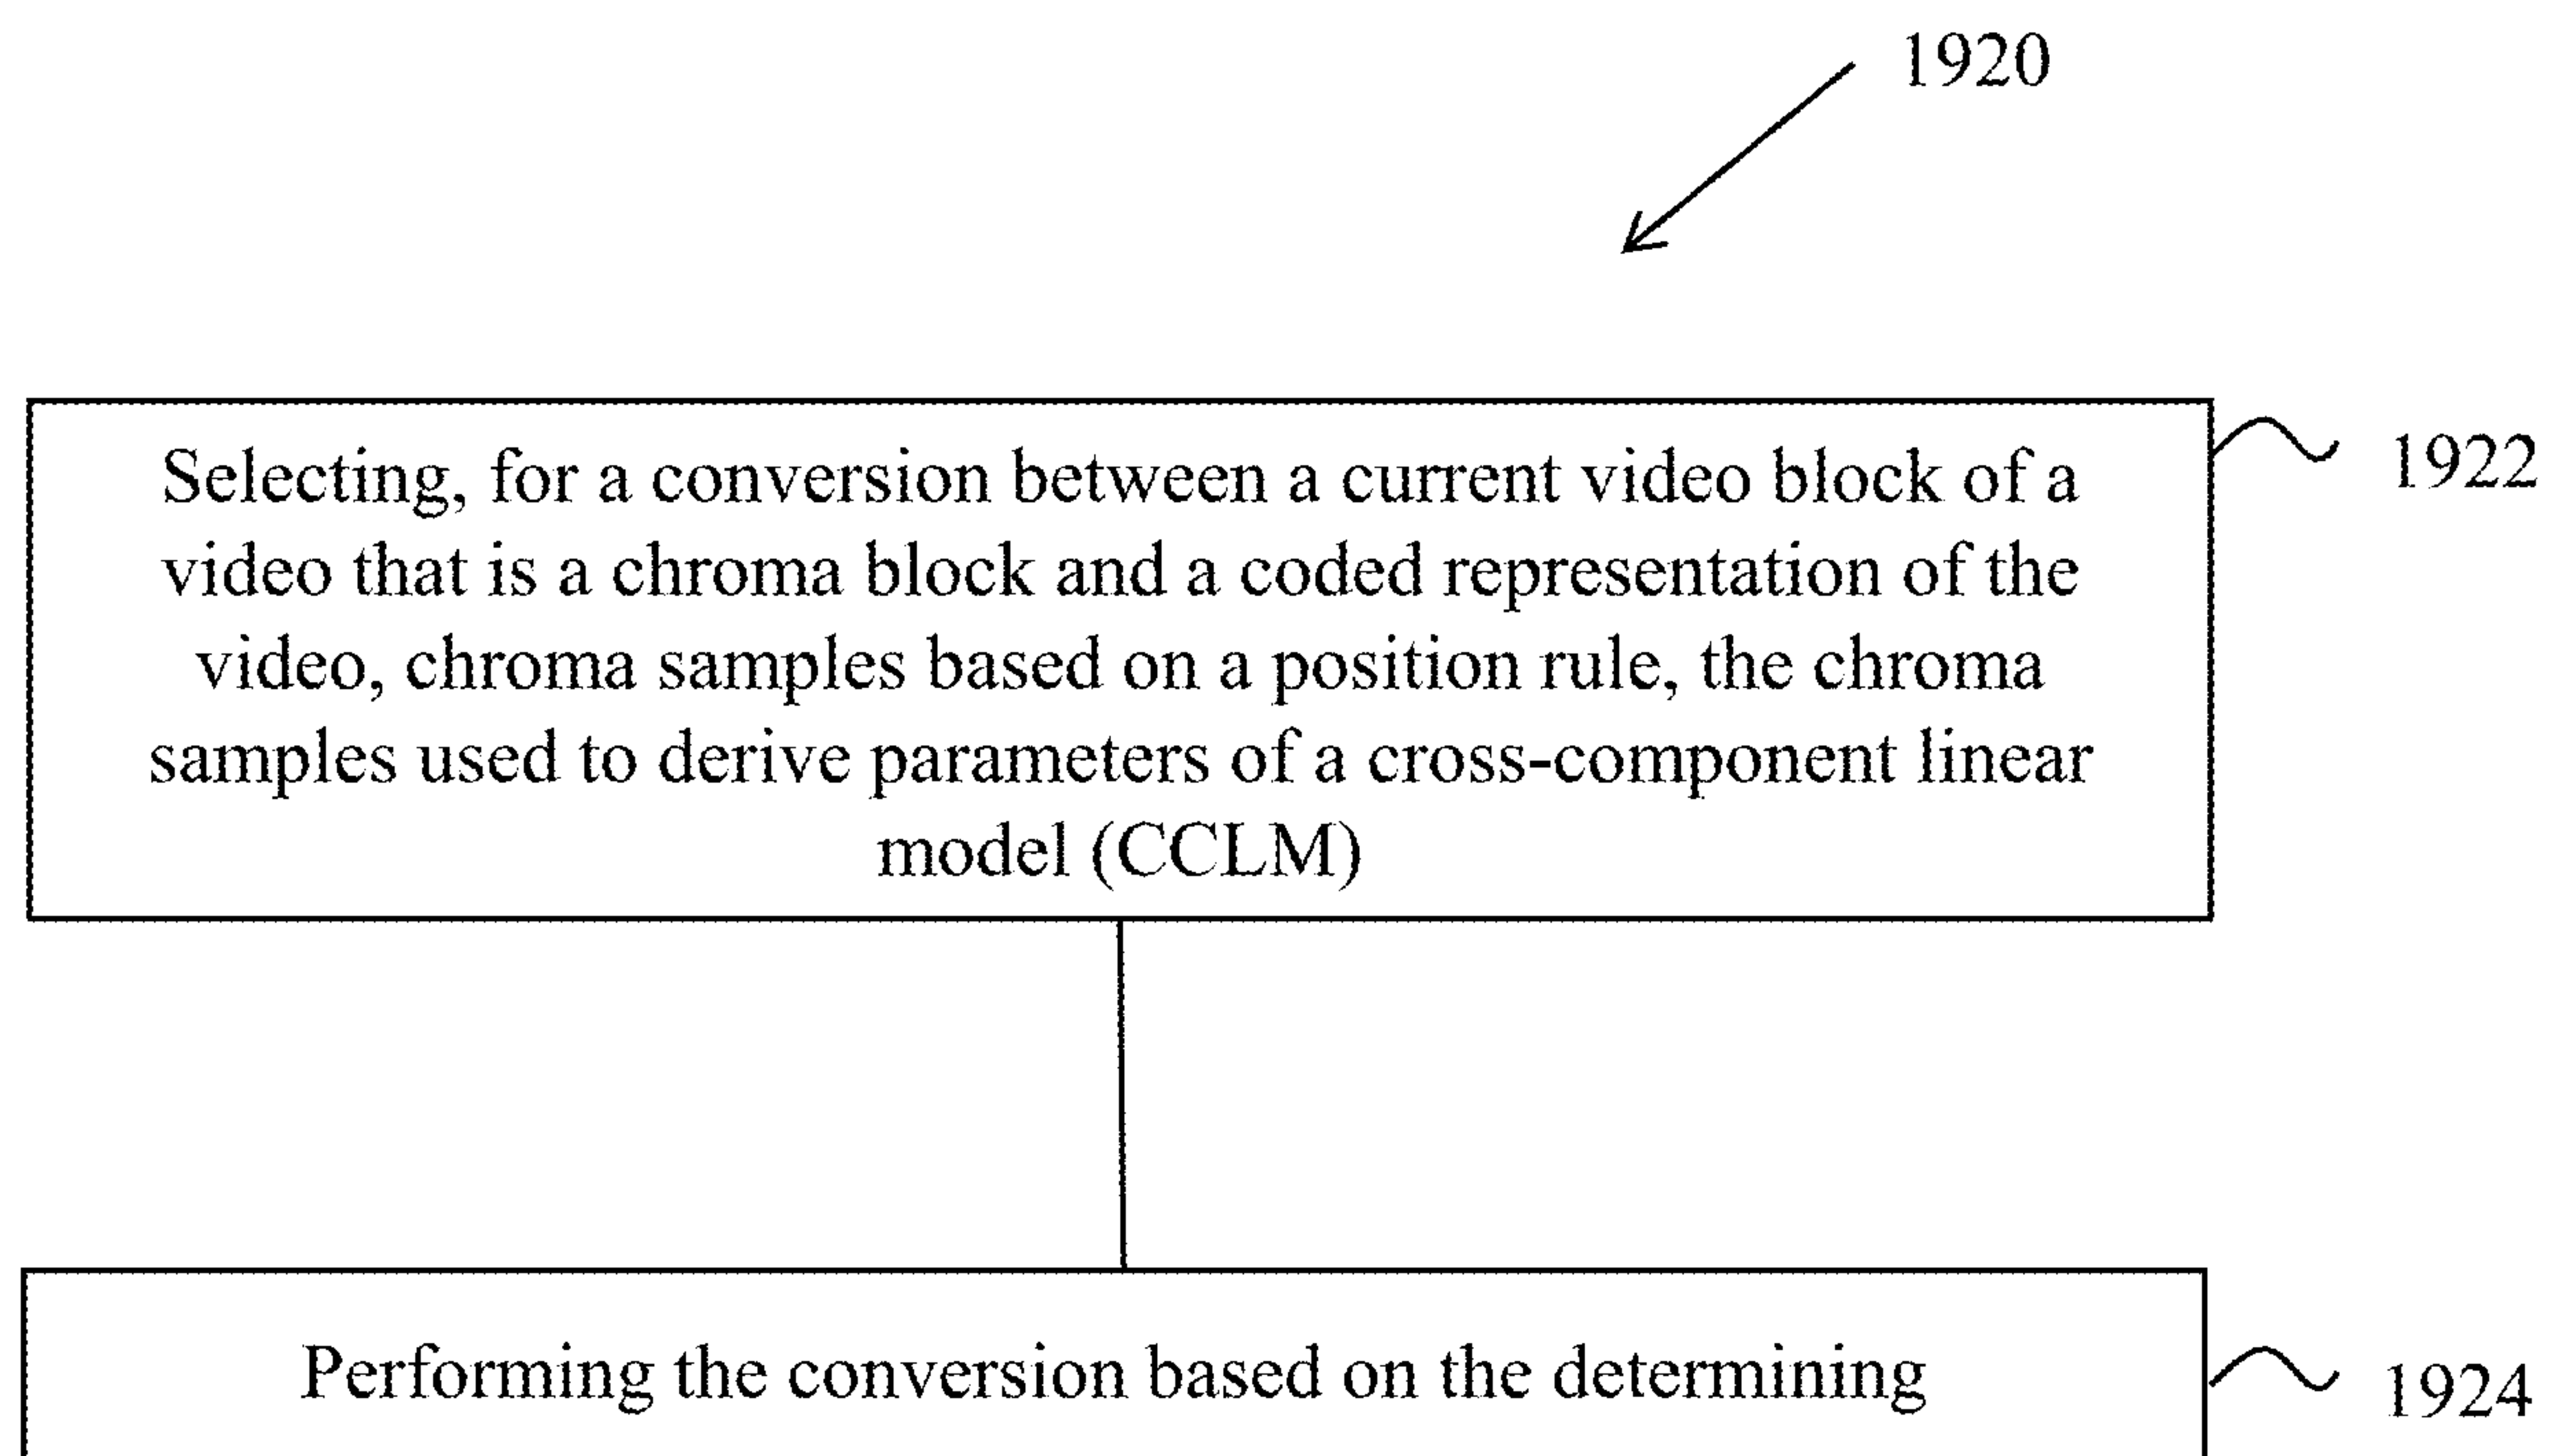 1920
Selecting, for a conversion between a current video block of a
video that is a chroma block and a coded representation of the
video, chroma samples based on a position rule, the chroma
samples used to derive parameters of a cross-component linear
model (CCLM)
1922
Performing the conversion based on the determining
1924